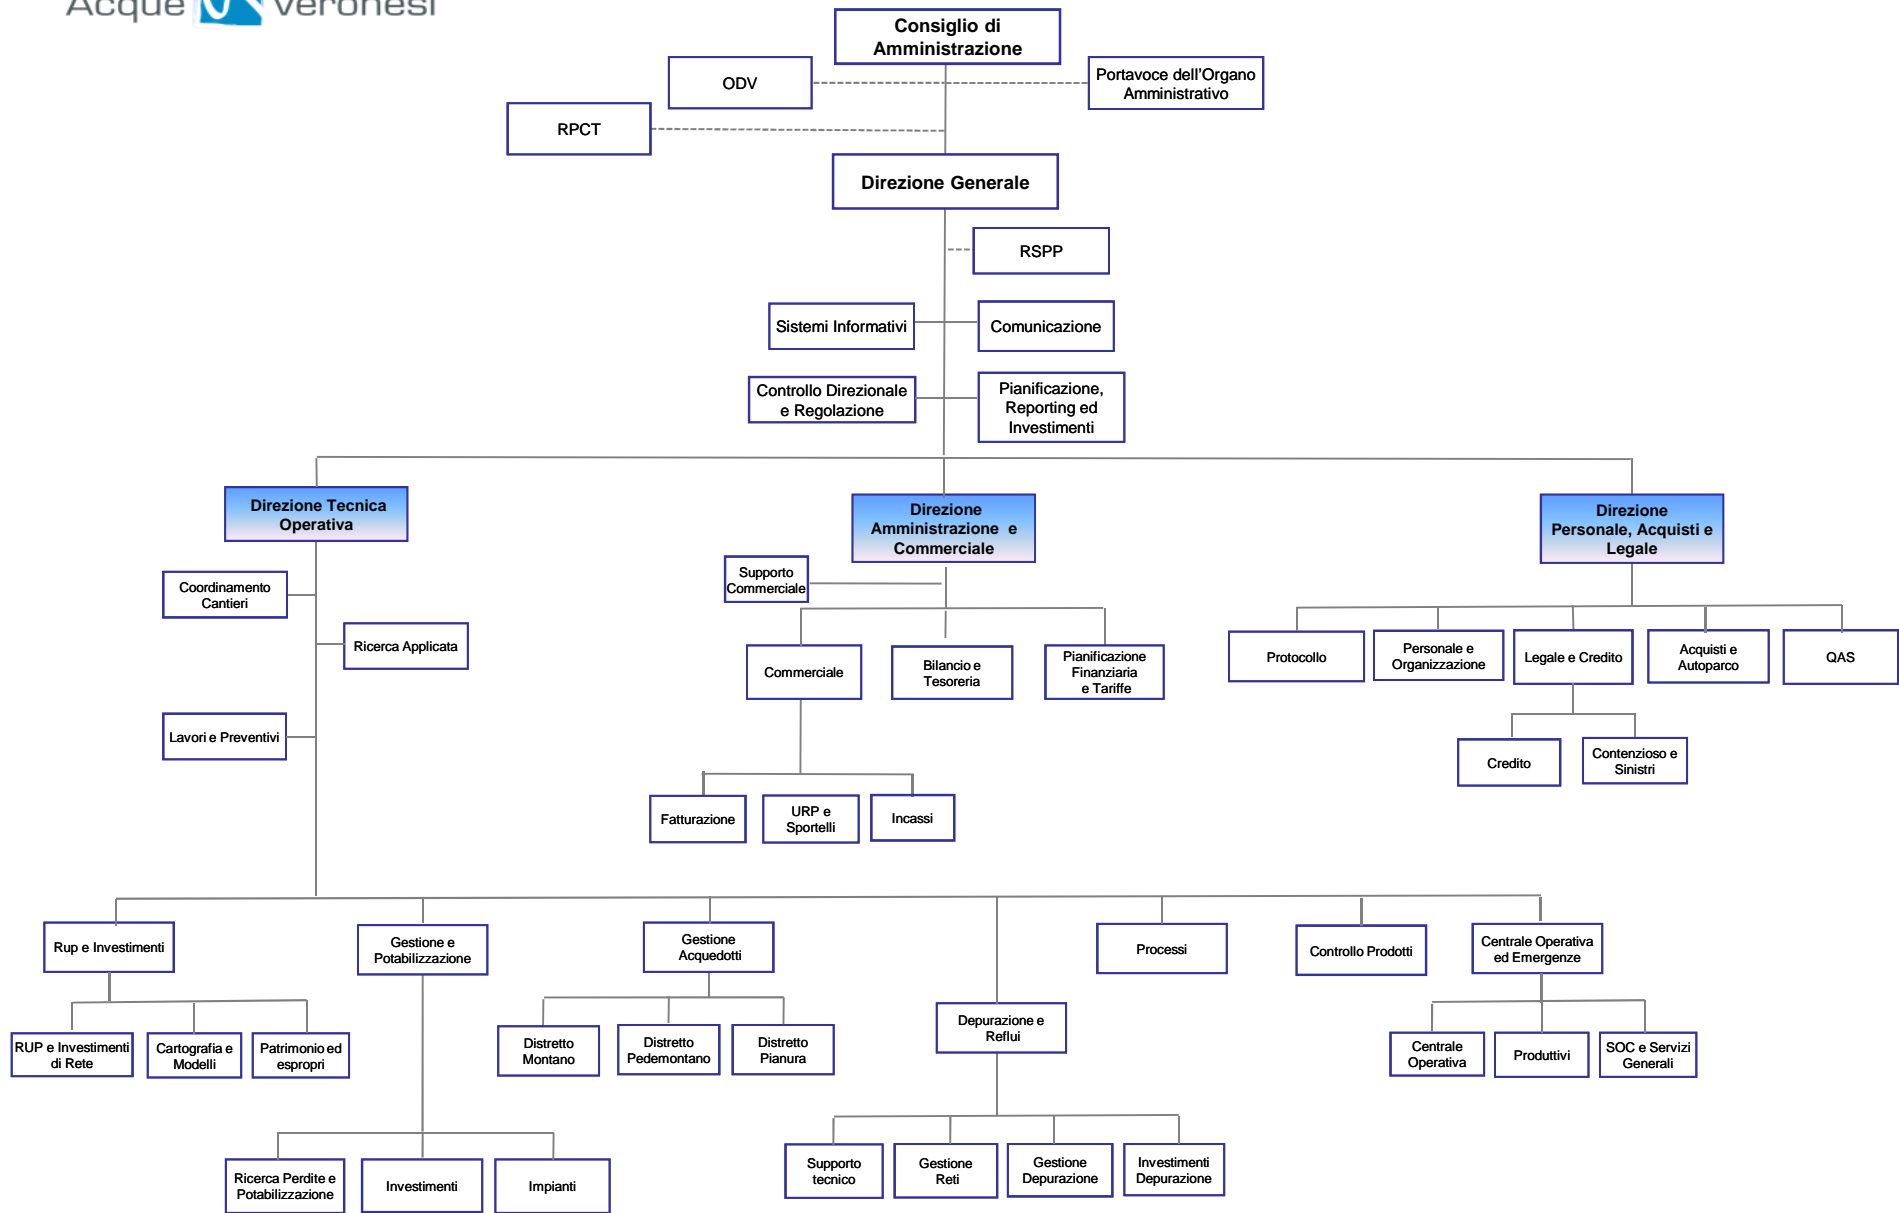 Acque Veronesi
Consiglio di
Amministrazione
ODV
Portavoce dell'Organo
Amministrativo
RPCT
Direzione Generale
RSPP
Sistemi Informativi
Comunicazione
Controllo Direzionale
e Regolazione
Pianificazione,
Reporting ed
Investimenti
Direzione Tecnica
Operativa
Direzione
Amministrazione e
Commerciale
Direzione
Personale, Acquisti e
Legale
Coordinamento
Cantieri
Supporto
Commerciale
Ricerca Applicata
Commerciale
Bilancio e
Tesoreria
Pianificazione
Finanziaria
e Tariffe
Protocollo
Personale e
Organizzazione
Legale e Credito
Acquisti e
Autoparco
QAS
Lavori e Preventivi
Credito
Contenzioso e
Sinistri
Fatturazione
URP e
Sportelli
Incassi
Rup e Investimenti
Gestione e
Potabilizzazione
Gestione
Acquedotti
Processi
Controllo Prodotti
Centrale Operativa
ed Emergenze
RUP e Investimenti
di Rete
Cartografia e
Modelli
Patrimonio ed
espropri
Distretto
Montano
Distretto
Pedemontano
Distretto
Pianura
Depurazione e
Reflui
Centrale
Operativa
Produttivi
SOC e Servizi
Generali
Ricerca Perdite e
Potabilizzazione
Investimenti
Impianti
Supporto
tecnico
Gestione
Reti
Gestione
Depurazione
Investimenti
Depurazione